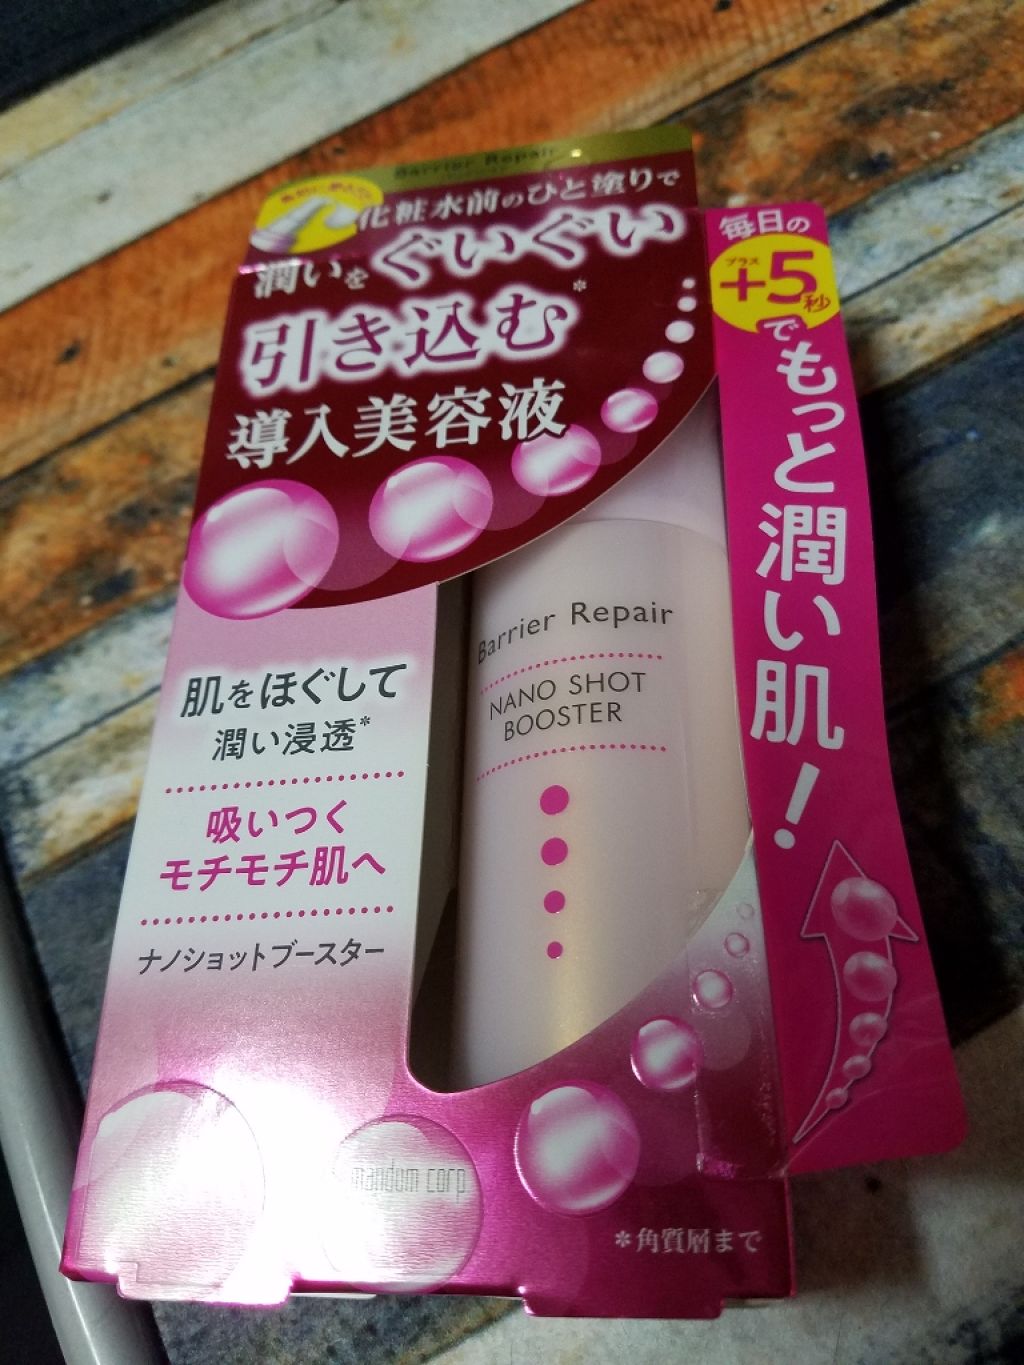 Barrier Repair
化粧水前のひと塗りで
潤いをぐいぐい
引き込む*
導入美容液
毎日の
プラス
+5秒
でもっと潤い肌!
Barrier Repair
NANO SHOT
BOOSTER
肌をほぐして
潤い浸透*
吸いつく
モチモチ肌へ
ナノショットブースター
mandom corp
*角質層まで